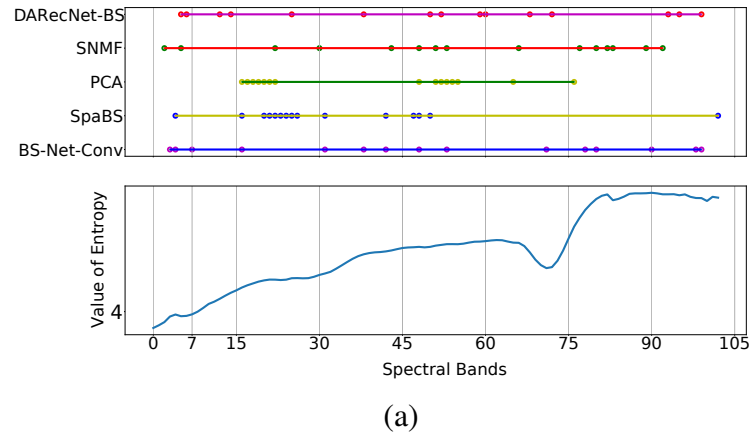 DARecNet-BS
SNMF
PCA
SpaBS
BS-Net-Conv
Value of Entropy
4
0 7 15 30 45 60 75 90 105
Spectral Bands
(a)